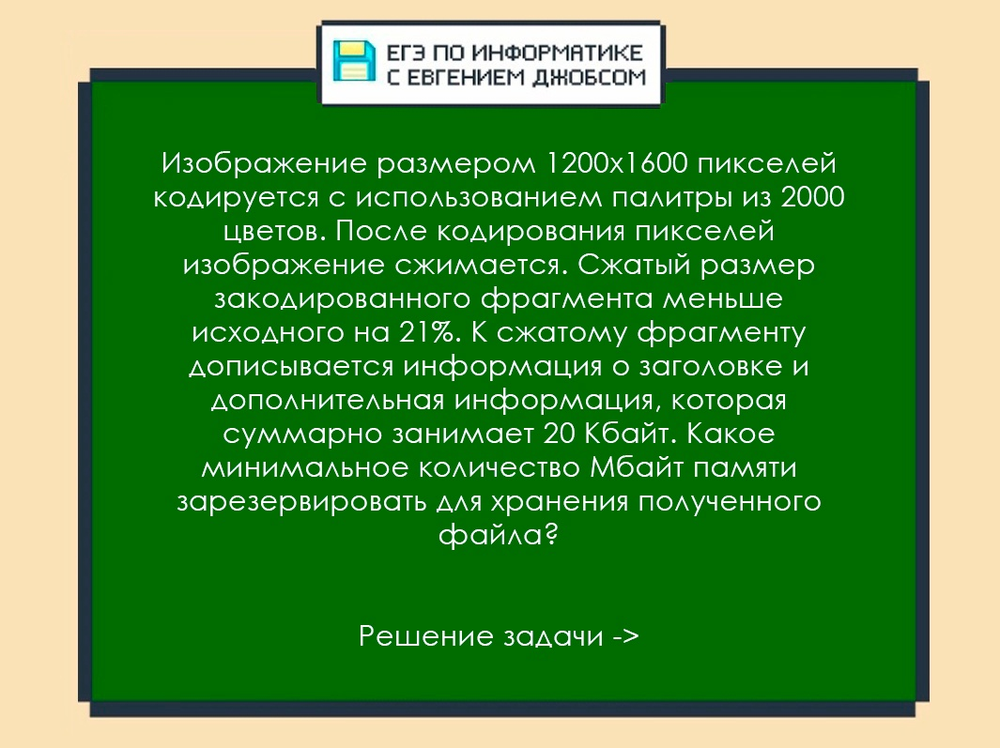 ЕГЭ ПО ИНФОРМАТИКЕ
С ЕВГЕНИЕМ ДЖОБСОМ
Изображение размером 1200х1600 пикселей
кодируется с использованием палитры из 2000
цветов. После кодирования пикселей
изображение сжимается. Сжатый размер
закодированного фрагмента меньше
исходного на 21%. К сжатому фрагменту
дописывается информация о заголовке и
дополнительная информация, которая
суммарно занимает 20 Кбайт. Какое
минимальное количество Мбайт памяти
зарезервировать для хранения полученного
файла?
Решение задачи ->